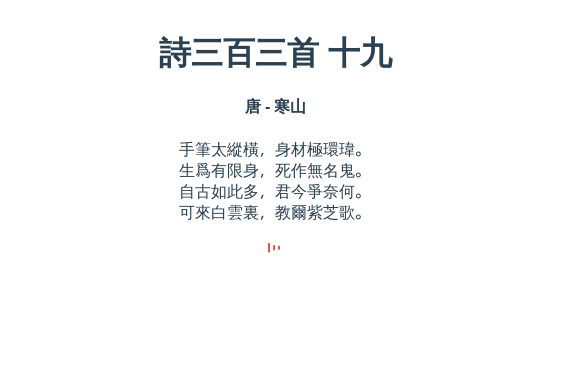 詩三百三首 十九
唐 - 寒山
手筆太縱橫，身材極瓌瑋。
生爲有限身，死作無名鬼。
自古如此多，君今爭奈何。
可來白雲裏，教爾紫芝歌。